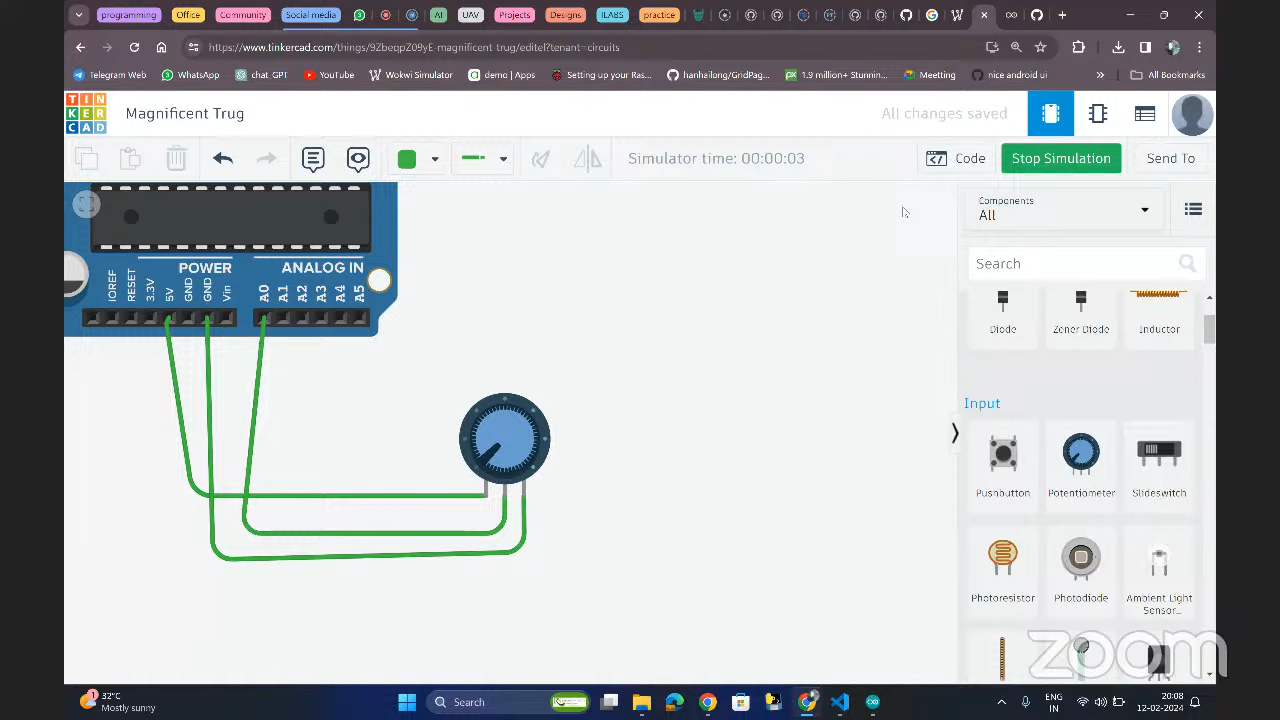 programming
Office
Community
Social media
AI
UAV
Projects
Designs
ILABS
practice
https://www.tinkercad.com/things/9ZbeqpZ09yE-magnificent-trug/editel?tenant=circuits
Telegram Web
WhatsApp
chat_GPT
YouTube
Wokwi Simulator
demo | Apps
Setting up your Ras...
hanhailong/GridPag...
1.9 million+ Stunnin...
Meetting
nice android ui
All Bookmarks
TIN
KER
CAD
Magnificent Trug
All changes saved
Simulator time: 00:00:03
Code
Stop Simulation
Send To
Components
All
Search
POWER
ANALOG IN
IOREF
RESET
3.3V
5V
GND
GND
Vin
A0
A1
A2
A3
A4
A5
Diode
Zener Diode
Inductor
Input
Pushbutton
Potentiometer
Slideswitch
Photoresistor
Photodiode
Ambient Light
Sensor...
zoom
1
32°C
Mostly sunny
Search
ENG
IN
20:08
12-02-2024